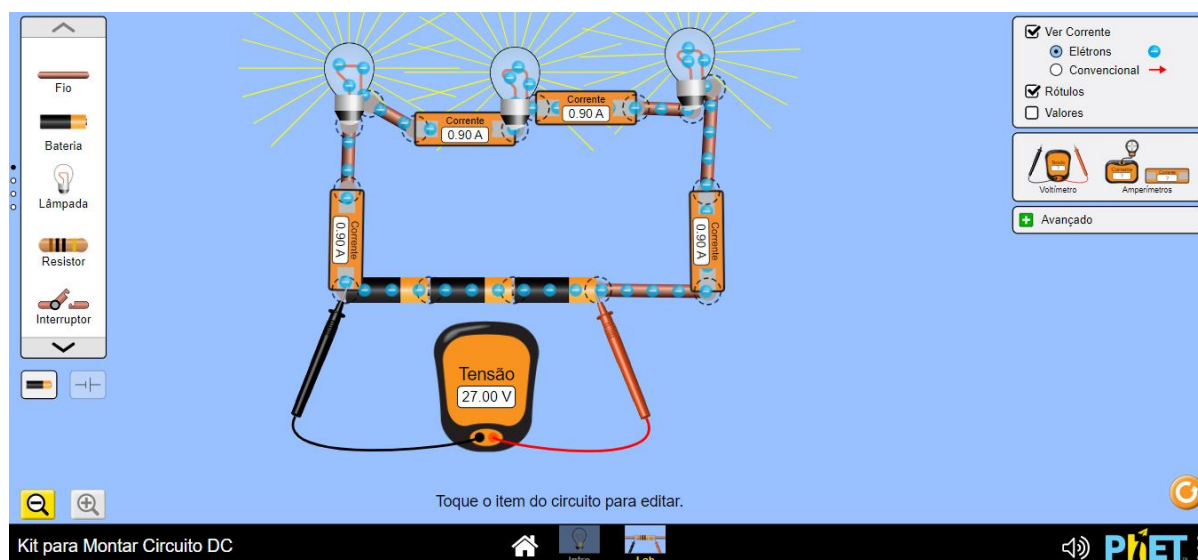 Fio
Bateria
Lâmpada
Resistor
Interruptor
Corrente
0.90 A
Corrente
0.90 A
Corrente
0.90 A
Corrente
0.90 A
Tensão
27.00 V
Toque o item do circuito para editar.
Ver Corrente
Elétrons
Convencional
Rótulos
Valores
Voltímetro
Amperímetros
Avançado
Kit para Montar Circuito DC
Intro
Lab
PhET